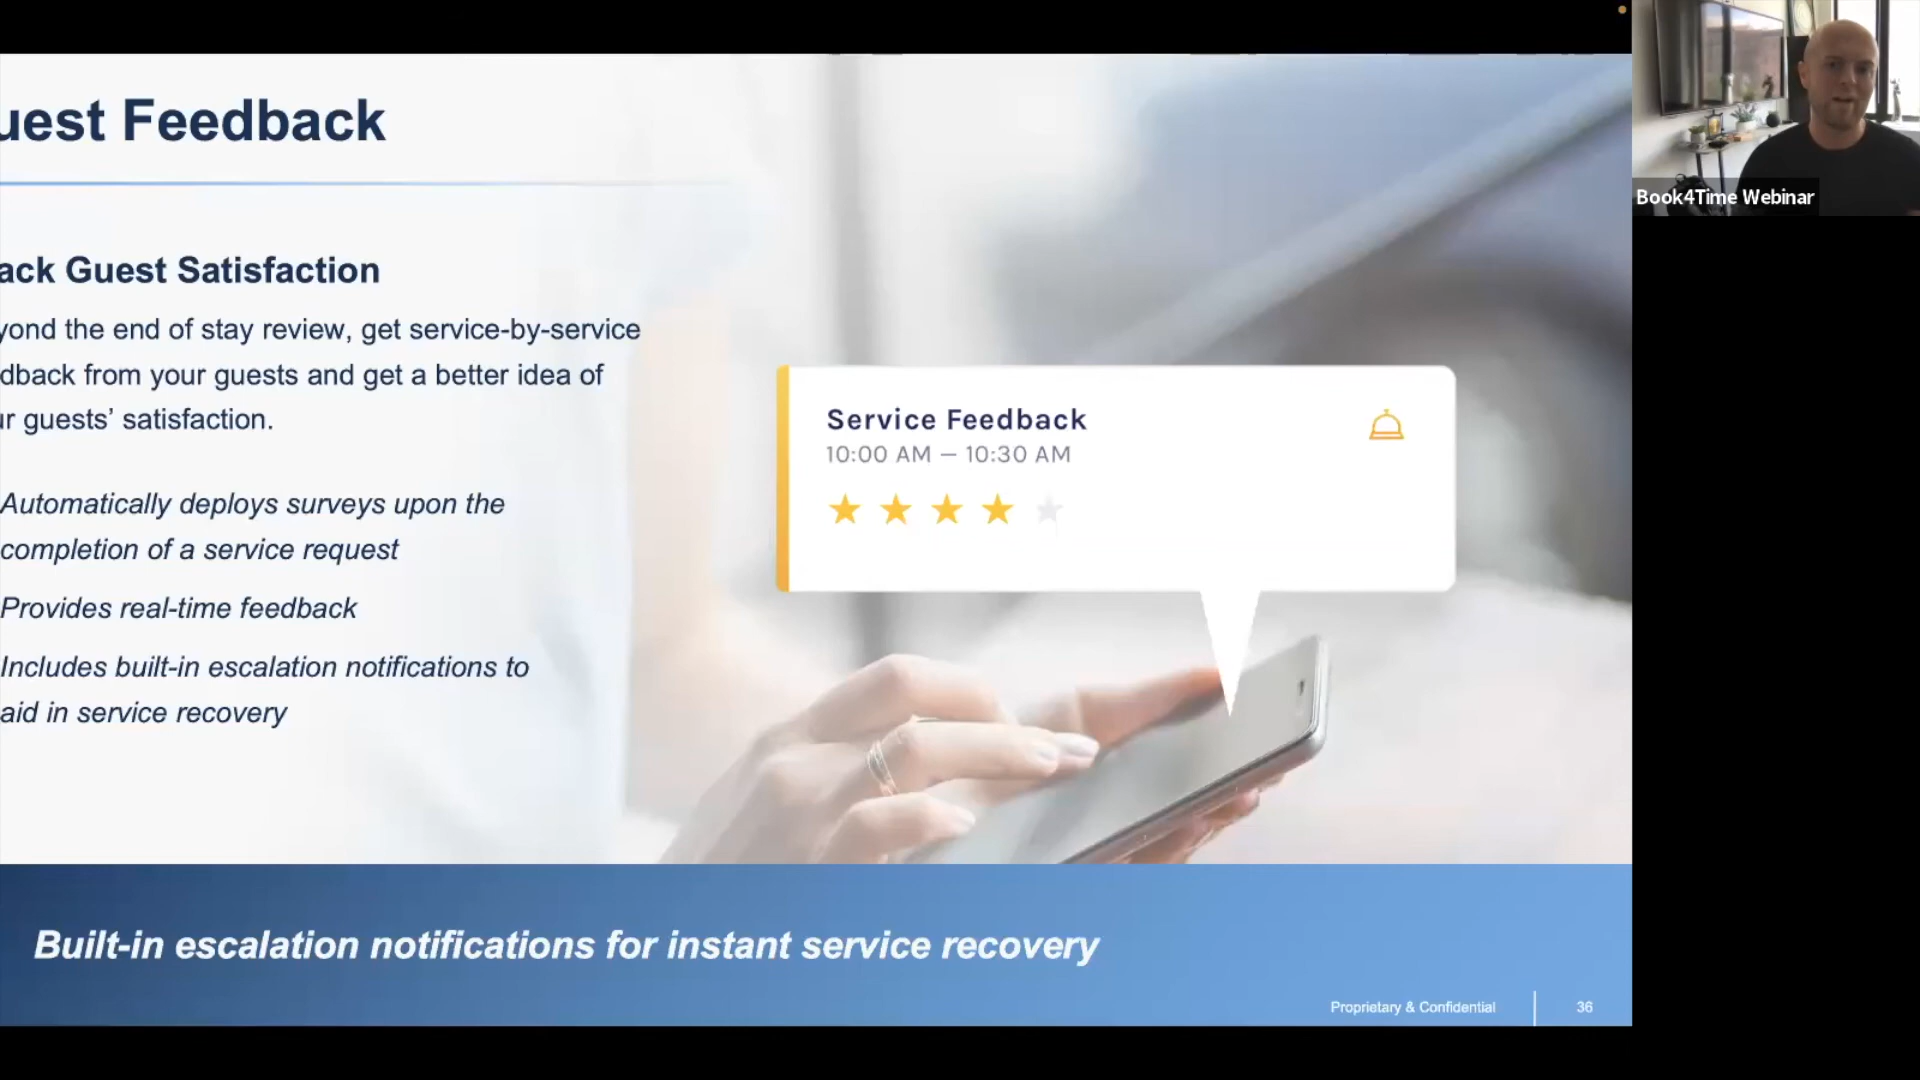 uest Feedback
ack Guest Satisfaction
yond the end of stay review, get service-by-service
dback from your guests and get a better idea of
ur guests’ satisfaction.
Automatically deploys surveys upon the
completion of a service request
Provides real-time feedback
Includes built-in escalation notifications to
aid in service recovery
Service Feedback
10:00 AM — 10:30 AM
Built-in escalation notifications for instant service recovery
Proprietary & Confidential
36
Book4Time Webinar